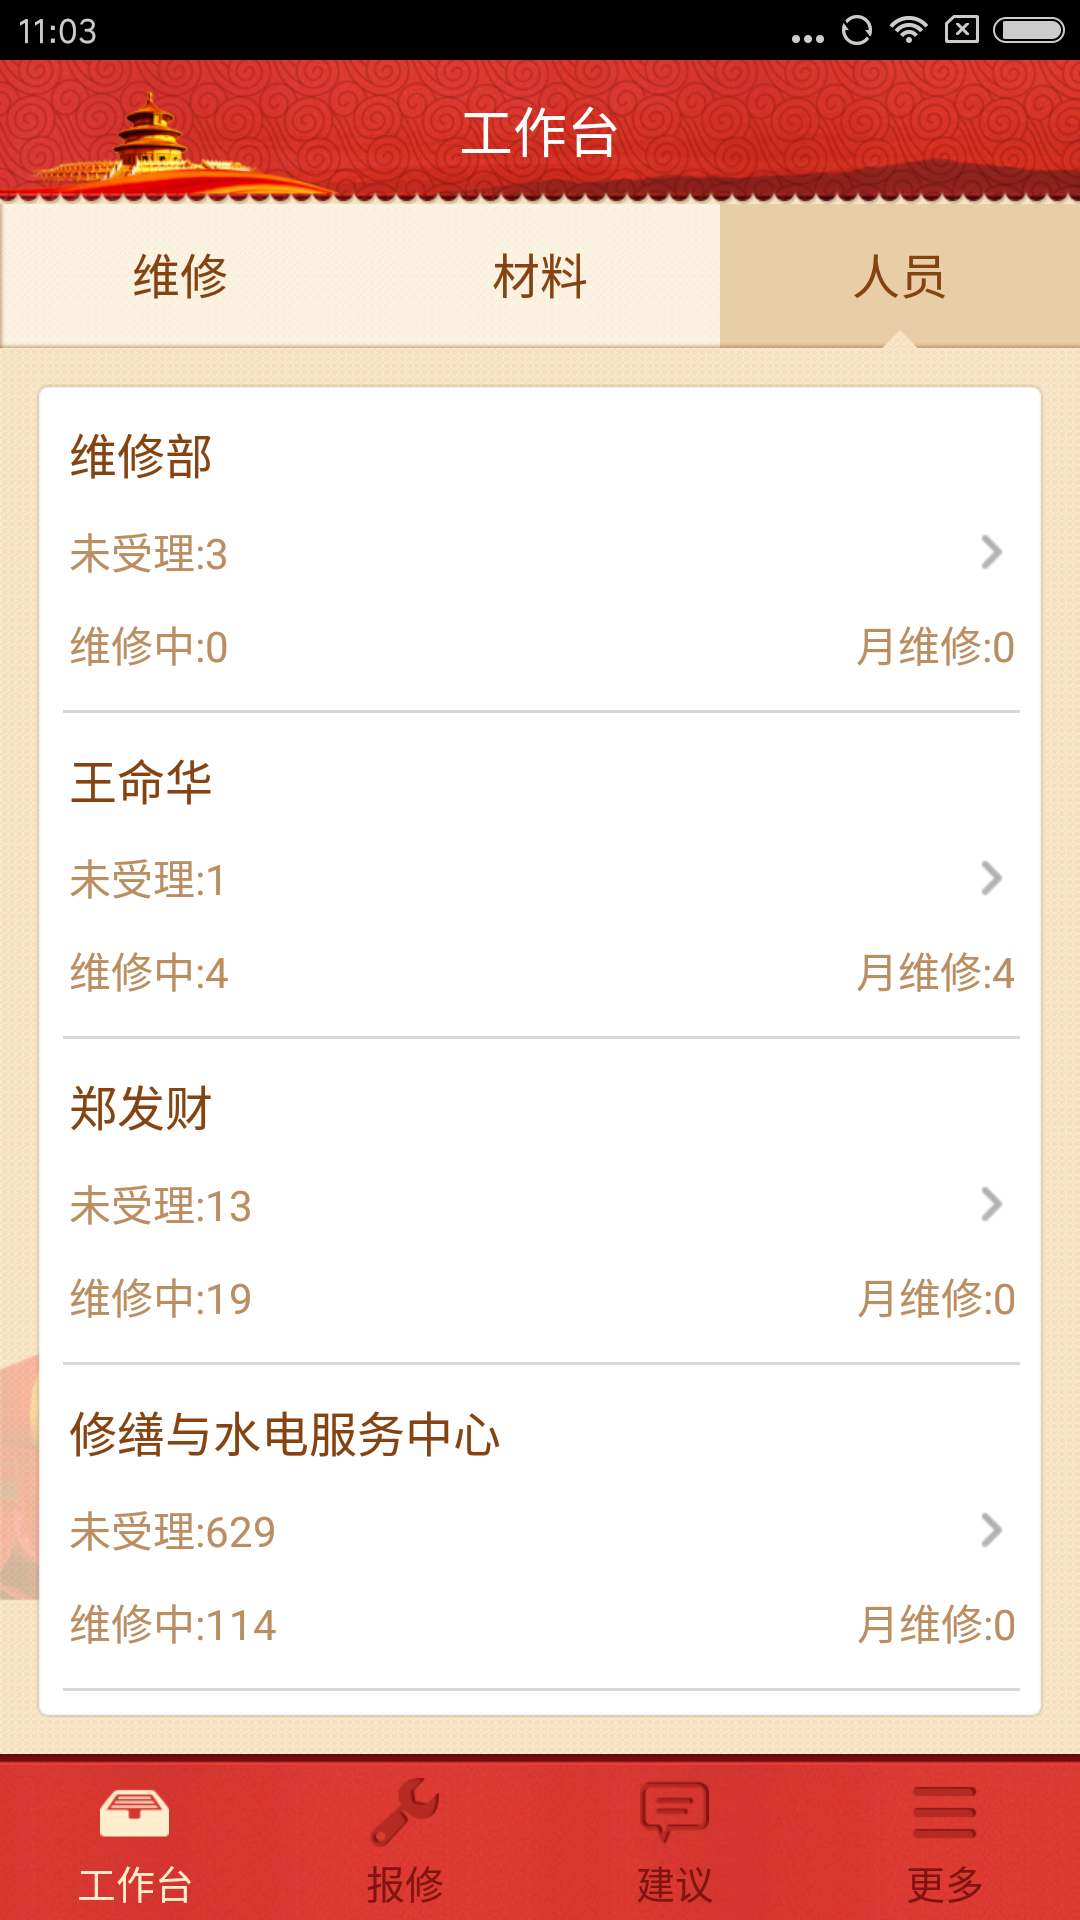 11:03
工作台
维修 材料 人员
维修部
未受理:3
维修中:0 月维修:0
王命华
未受理:1
维修中:4 月维修:4
郑发财
未受理:13
维修中:19 月维修:0
修缮与水电服务中心
未受理:629
维修中:114 月维修:0
工作台 报修 建议 更多